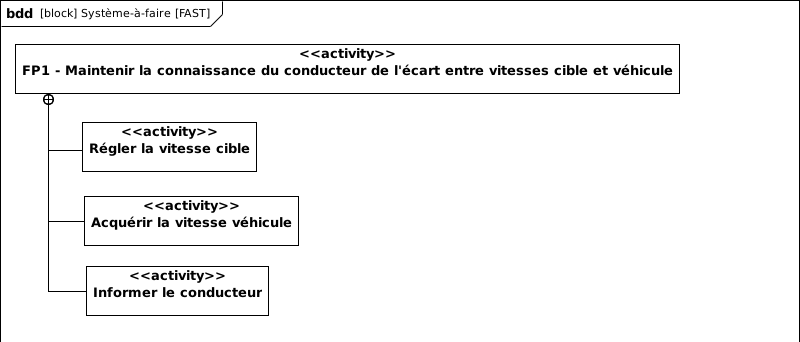 bdd [block] Système-à-faire [FAST]
<<activity>>
FP1 - Maintenir la connaissance du conducteur de l'écart entre vitesses cible et véhicule
<<activity>>
Régler la vitesse cible
<<activity>>
Acquérir la vitesse véhicule
<<activity>>
Informer le conducteur